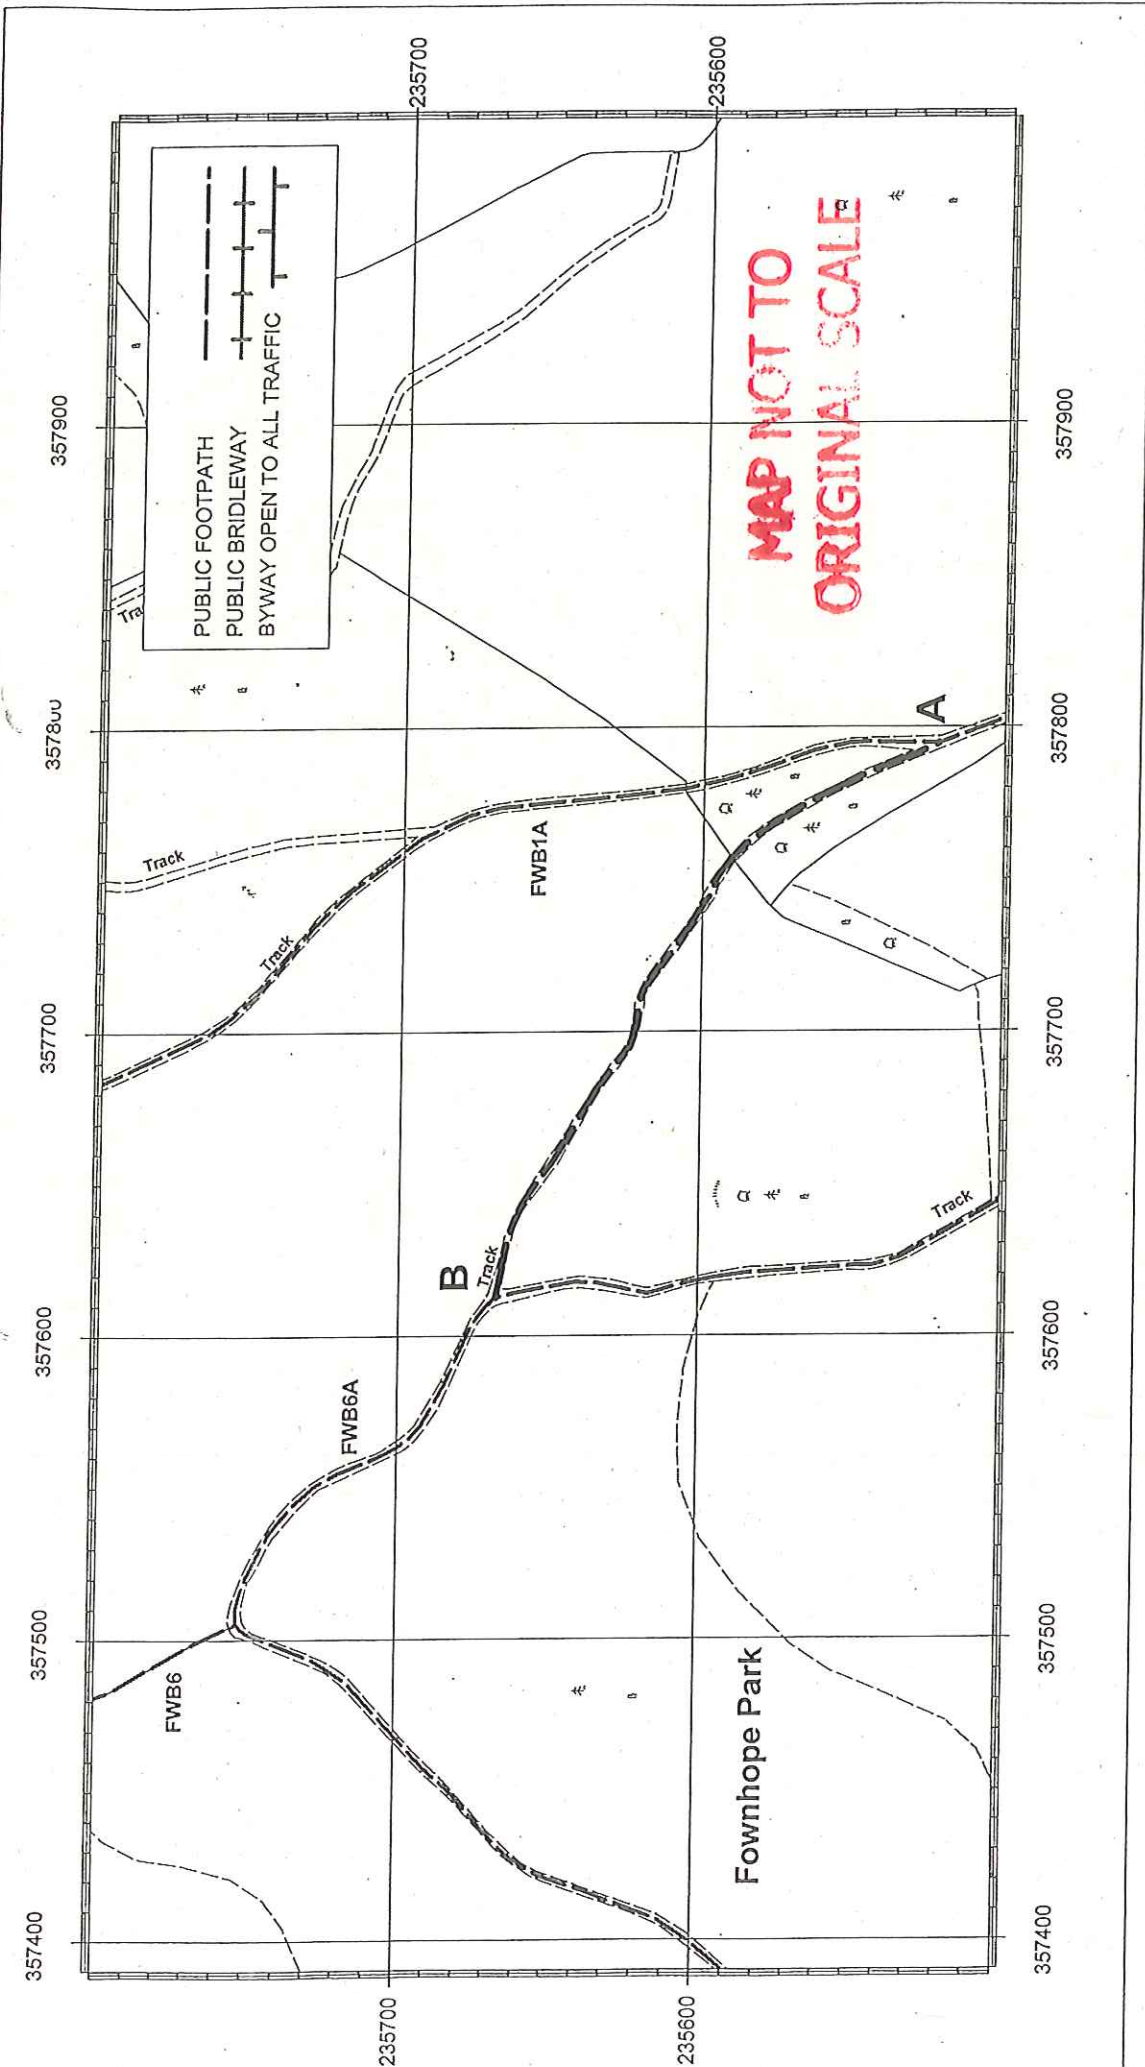 PUBLIC FOOTPATH
PUBLIC BRIDLEWAY
BYWAY OPEN TO ALL TRAFFIC
357400
357500
357600
357700
357800
357900
235700
235600
235700
235600
357400
357500
357600
357700
357800
357900
FWB6
FWB6A
B
Track
Track
Track
Tra
FWB1A
A
Track
Fownhope Park
MAP NOT TO
ORIGINAL SCALE